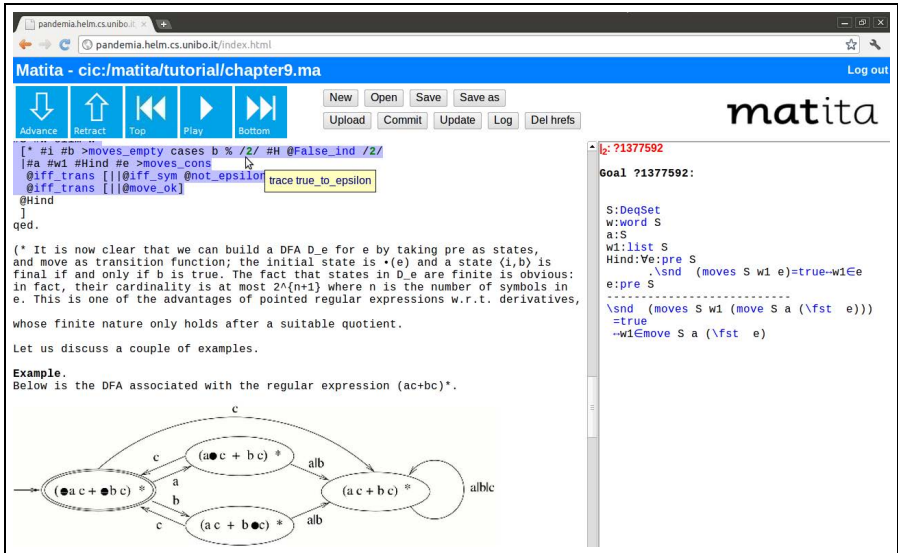 pandemia.helm.cs.unibo.it
pandemia.helm.cs.unibo.it/index.html
Matita - cic:/matita/tutorial/chapter9.ma
Log out
Advance Retract Top Play Bottom
New Open Save Save as
Upload Commit Update Log Del hrefs
matita
[* #i #b >moves_empty cases b % /2/ #H @False_ind /2/
|#a #w1 #Hind #e >moves_cons
@iff_trans [||@iff_sym @not_epsilon
trace true_to_epsilon
@iff_trans [||@move_ok]
@Hind
]
qed.
(* It is now clear that we can build a DFA D_e for e by taking pre as states,
and move as transition function; the initial state is •(e) and a state ⟨i,b⟩ is
final if and only if b is true. The fact that states in D_e are finite is obvious:
in fact, their cardinality is at most 2^{n+1} where n is the number of symbols in
e. This is one of the advantages of pointed regular expressions w.r.t. derivatives,
whose finite nature only holds after a suitable quotient.
Let us discuss a couple of examples.
Example.
Below is the DFA associated with the regular expression (ac+bc)*.
c
(a●c + bc) *
c
a|b
a
(●a c + ●b c) *
(a c + b c) *
a|b|c
b
c
(a c + b●c) *
a|b
|₂: ?1377592
Goal ?1377592:
S:DeqSet
w:word S
a:S
w1:list S
Hind:∀e:pre S
.\snd (moves S w1 e)=true↔w1∈e
e:pre S
---------------------------
\snd (moves S w1 (move S a (\fst e)))
=true
↔w1∈move S a (\fst e)